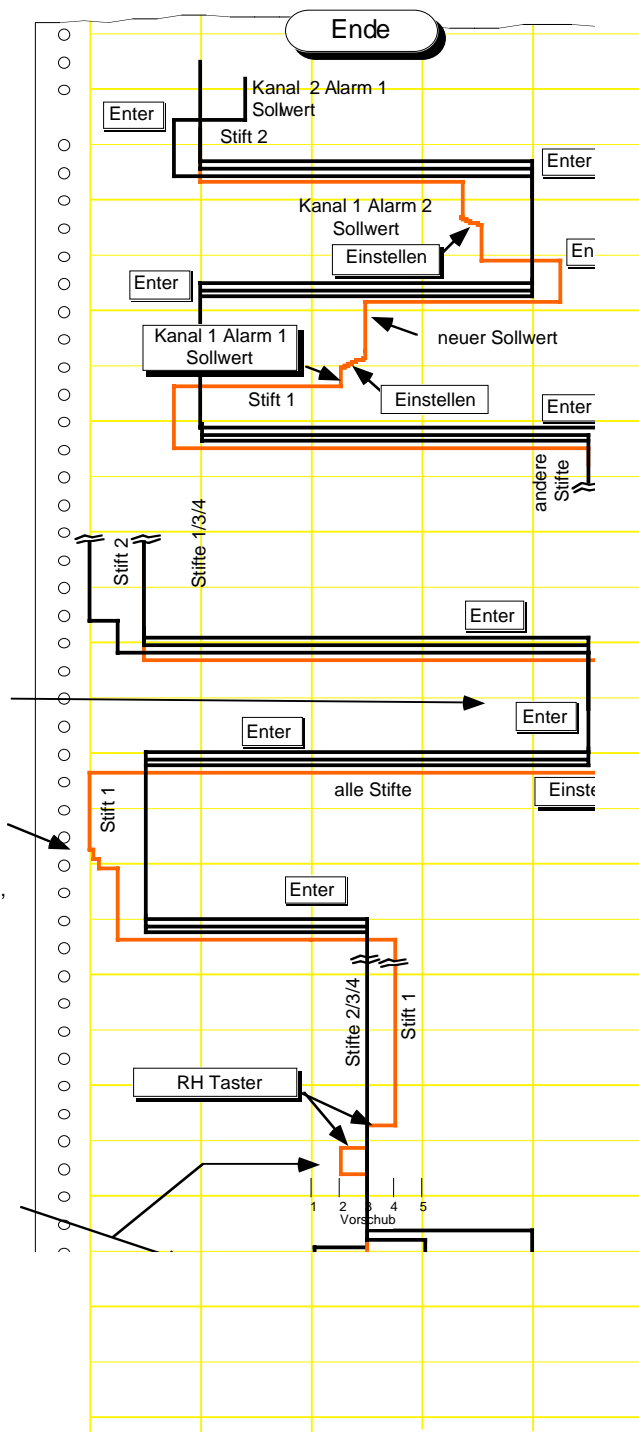 Ende
Kanal 2 Alarm 1
Sollwert
Enter
Stift 2
Enter
Kanal 1 Alarm 2
Sollwert
Einstellen
En
Enter
Kanal 1 Alarm 1
Sollwert
neuer Sollwert
Stift 1
Einstellen
Enter
andere
Stifte
Stift 2
Stifte 1/3/4
Enter
Enter
Enter
Stift 1
alle Stifte
Einste
,
Enter
Stifte 2/3/4
Stift 1
RH Taster
1 2 3 4 5
Vorschub